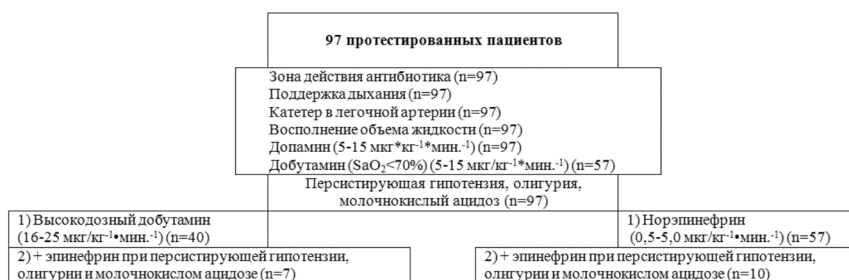 97 протестированных пациентов
Зона действия антибиотика (n=97)
Поддержка дыхания (n=97)
Катетер в легочной артерии (n=97)
Восполнение объема жидкости (n=97)
Допамин (5-15 мкг*кг⁻¹*мин.⁻¹) (n=97)
Добутамин (SaO₂<70%) (5-15 мкг/кг⁻¹*мин.⁻¹) (n=57)
Персистирующая гипотензия, олигурия,
молочнокислый ацидоз (n=97)
1) Высокодозный добутамин
(16-25 мкг/кг⁻¹•мин.⁻¹) (n=40)
1) Норэпинефрин
(0,5-5,0 мкг/кг⁻¹•мин.⁻¹) (n=57)
2) + эпинефрин при персистирующей гипотензии,
олигурии и молочнокислом ацидозе (n=7)
2) + эпинефрин при персистирующей гипотензии,
олигурии и молочнокислом ацидозе (n=10)